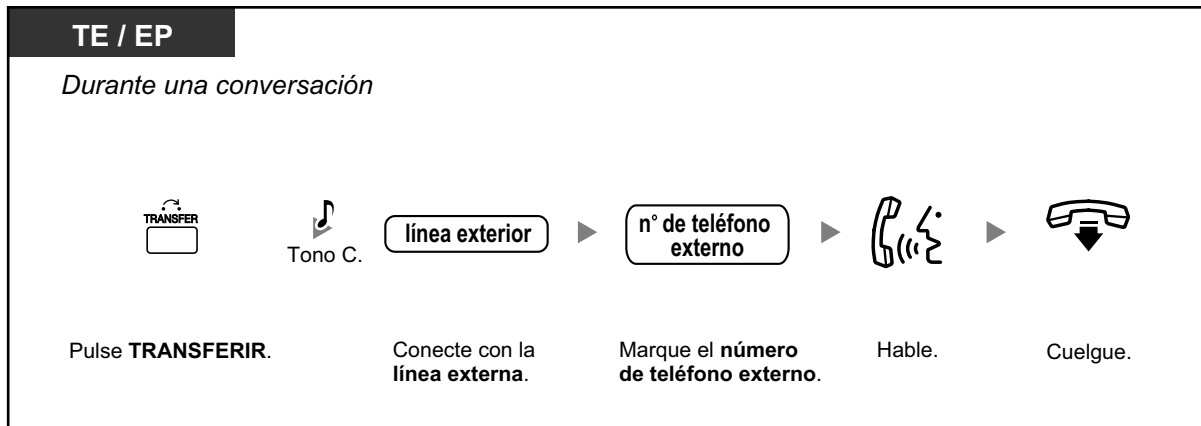 TE / EP
Durante una conversación
TRANSFER
Tono C.
línea exterior
n° de teléfono
externo
Pulse TRANSFERIR.
Conecte con la
línea externa.
Marque el número
de teléfono externo.
Hable.
Cuelgue.